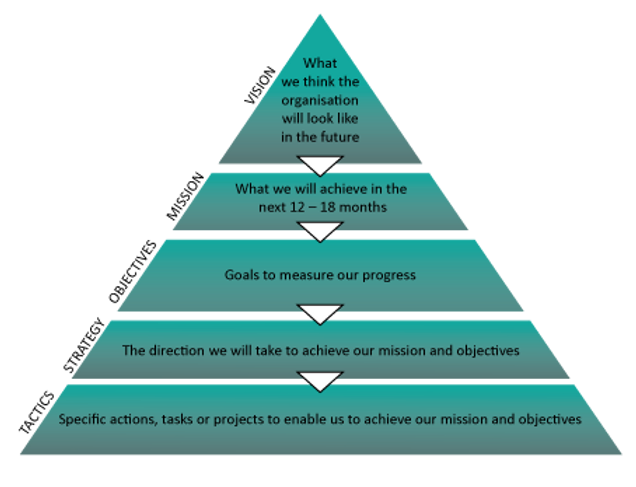 VISION
What
we think the
organisation
will look like
in the future
MISSION
What we will achieve in the
next 12 – 18 months
OBJECTIVES
Goals to measure our progress
STRATEGY
The direction we will take to achieve our mission and objectives
TACTICS
Specific actions, tasks or projects to enable us to achieve our mission and objectives